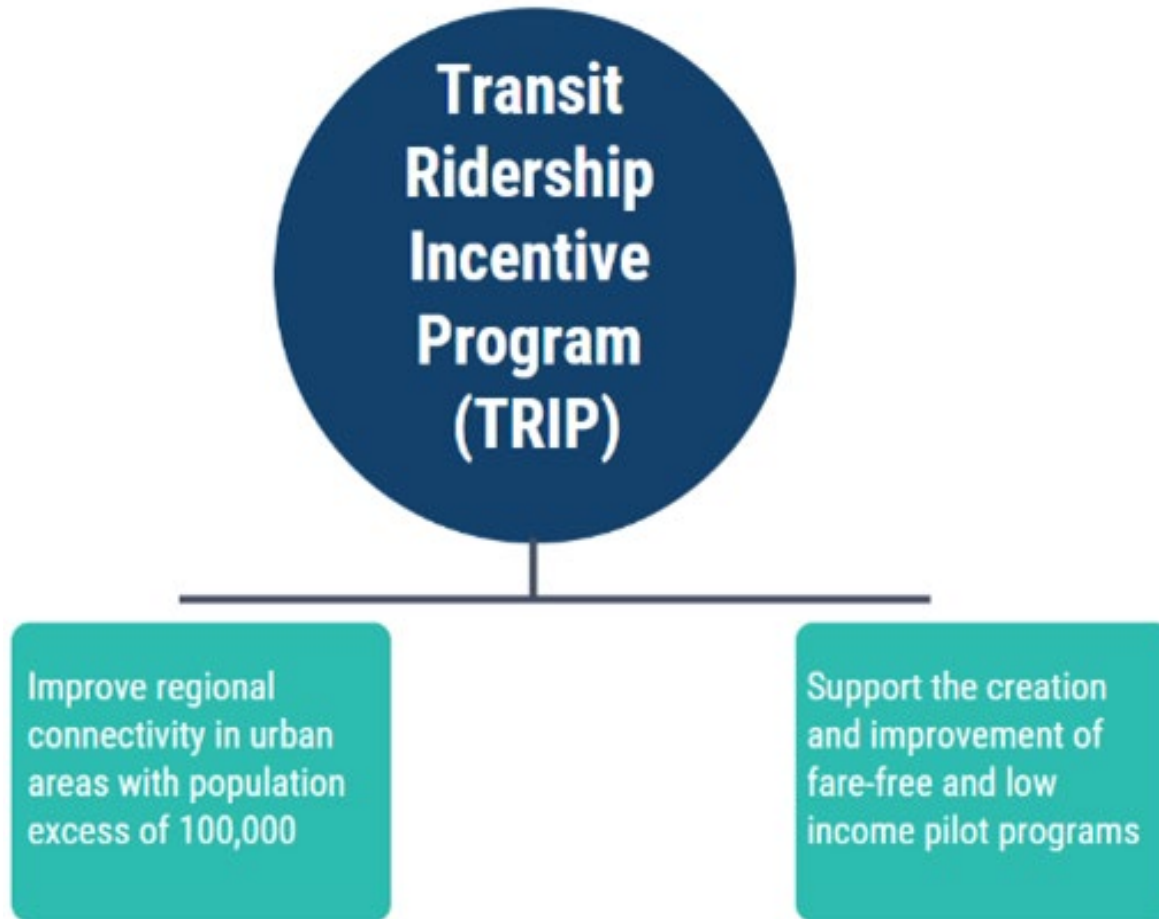 Transit
Ridership
Incentive
Program
(TRIP)
Improve regional
connectivity in urban
areas with population
excess of 100,000
Support the creation
and improvement of
fare-free and low
income pilot programs